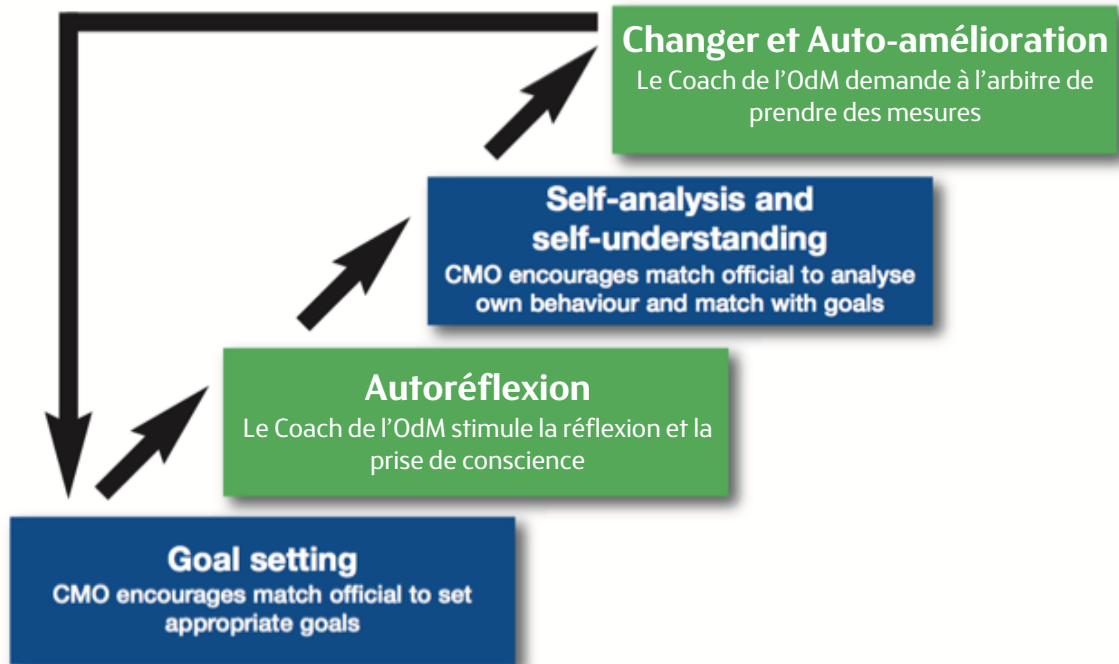 Changer et Auto-amélioration
Le Coach de l'OdM demande à l'arbitre de
prendre des mesures
Self-analysis and
self-understanding
CMO encourages match official to analyse
own behaviour and match with goals
Autoréflexion
Le Coach de l'OdM stimule la réflexion et la
prise de conscience
Goal setting
CMO encourages match official to set
appropriate goals